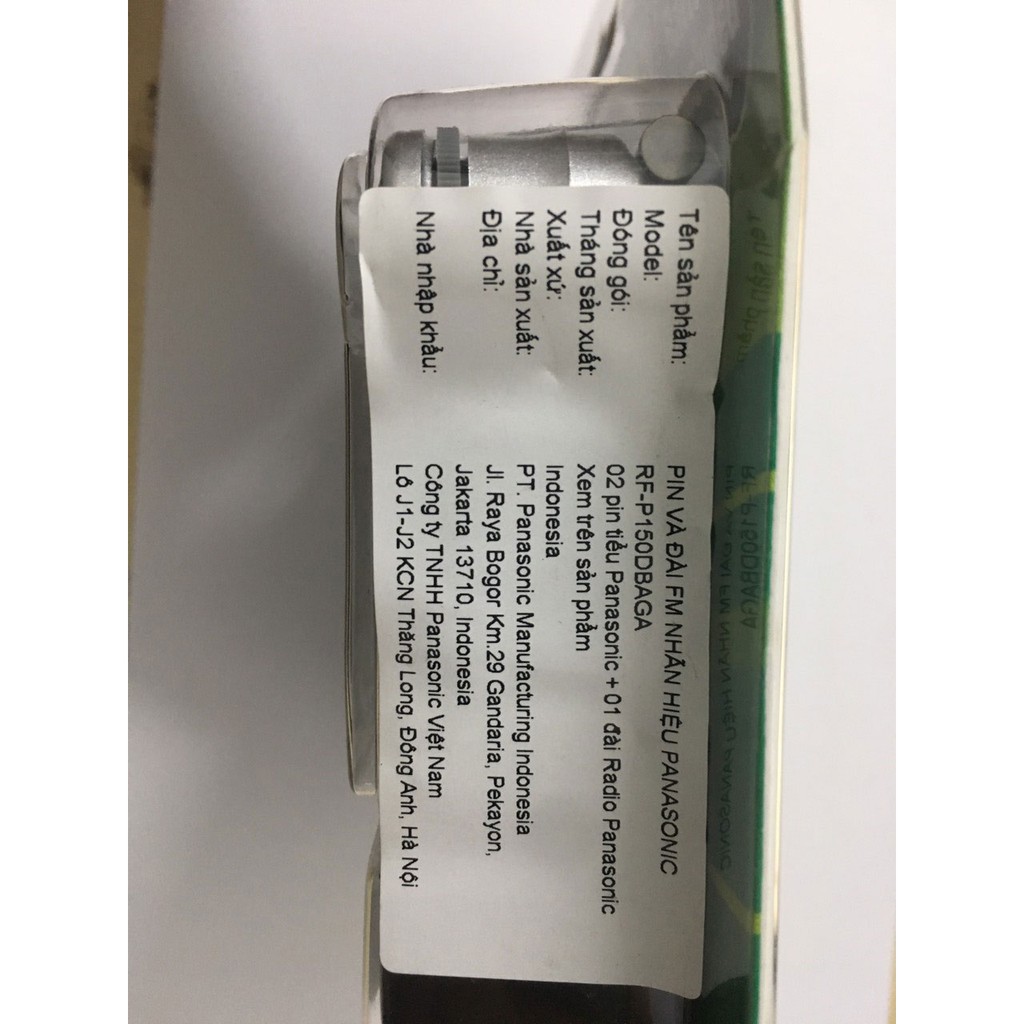 Tên sản phẩm: PIN VÀ ĐÀI FM NHÃN HIỆU PANASONIC
Model: RF-P150DBAGA
Đóng gói: 02 pin tiểu Panasonic + 01 đài Radio Panasonic
Tháng sản xuất: Xem trên sản phẩm
Xuất xứ: Indonesia
Nhà sản xuất: PT. Panasonic Manufacturing Indonesia
Địa chỉ: Jl. Raya Bogor Km.29 Gandaria, Pekayon,
Jakarta 13710, Indonesia
Nhà nhập khẩu: Công ty TNHH Panasonic Việt Nam
Lô J1-J2 KCN Thăng Long, Đông Anh, Hà Nội